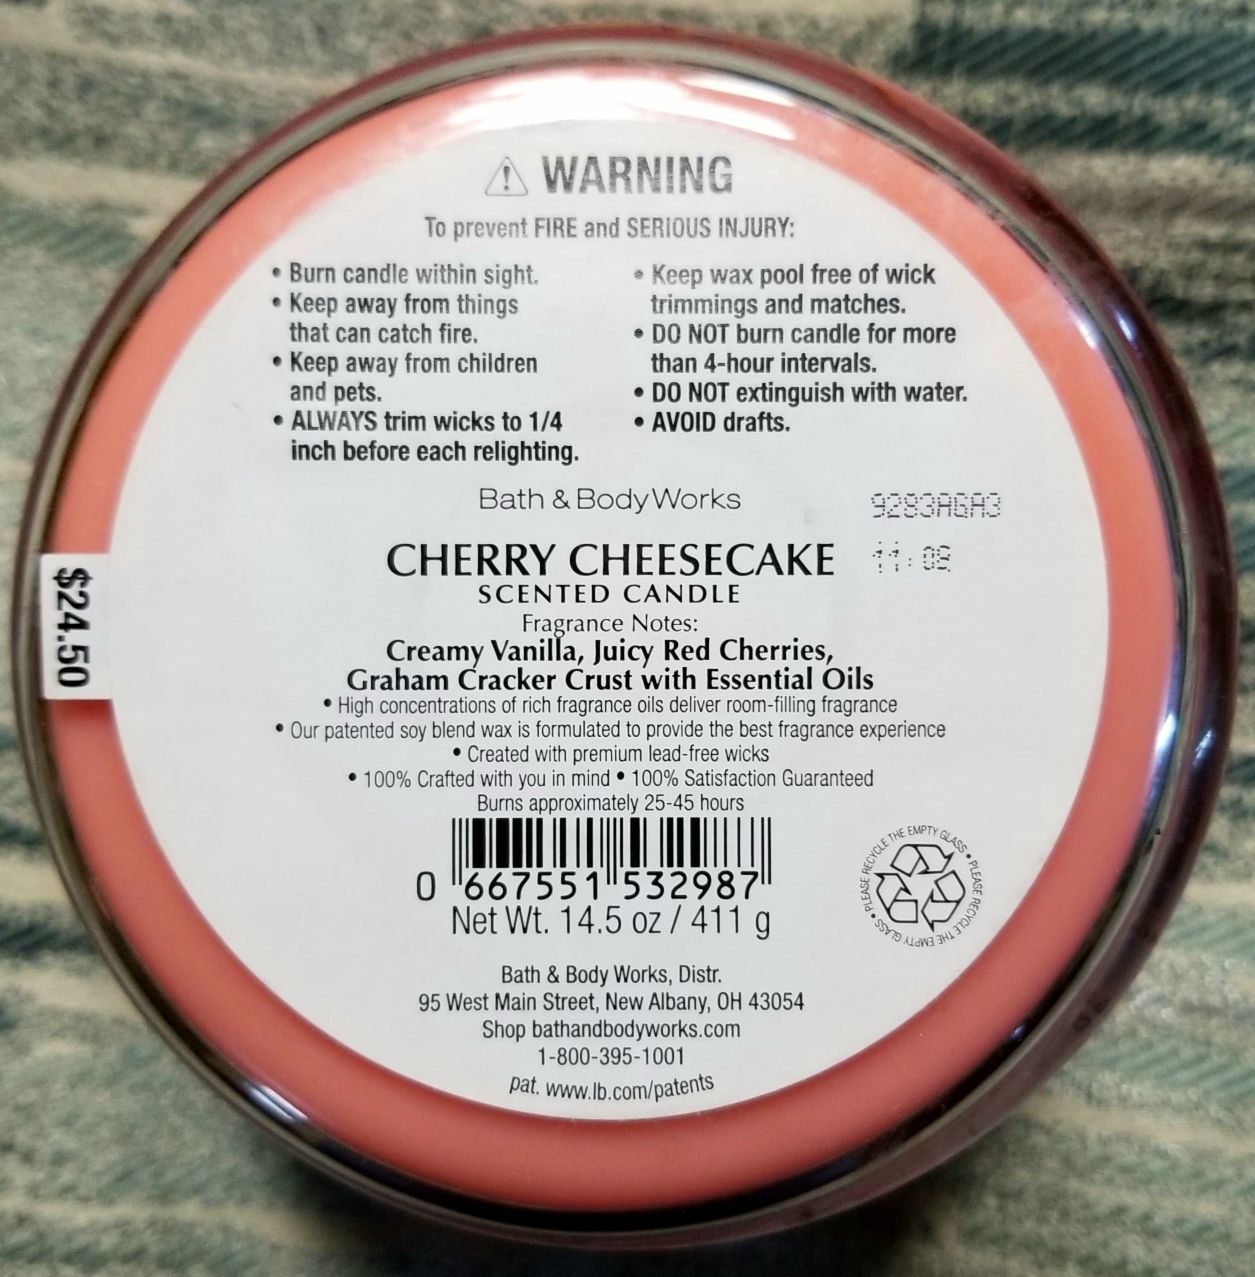 WARNING
To prevent FIRE and SERIOUS INJURY:
• Burn candle within sight.
• Keep away from things
that can catch fire.
• Keep away from children
and pets.
• ALWAYS trim wicks to 1/4
inch before each relighting.
• Keep wax pool free of wick
trimmings and matches.
• DO NOT burn candle for more
than 4-hour intervals.
• DO NOT extinguish with water.
• AVOID drafts.
Bath & Body Works
9283AGA3
11:08
CHERRY CHEESECAKE
SCENTED CANDLE
Fragrance Notes:
Creamy Vanilla, Juicy Red Cherries,
Graham Cracker Crust with Essential Oils
• High concentrations of rich fragrance oils deliver room-filling fragrance
• Our patented soy blend wax is formulated to provide the best fragrance experience
• Created with premium lead-free wicks
• 100% Crafted with you in mind • 100% Satisfaction Guaranteed
Burns approximately 25-45 hours
0 667551 532987
Net Wt. 14.5 oz / 411 g
• PLEASE RECYCLE THE EMPTY GLASS • PLEASE RECYCLE THE EMPTY GLASS
Bath & Body Works, Distr.
95 West Main Street, New Albany, OH 43054
Shop bathandbodyworks.com
1-800-395-1001
pat. www.lb.com/patents
$24.50